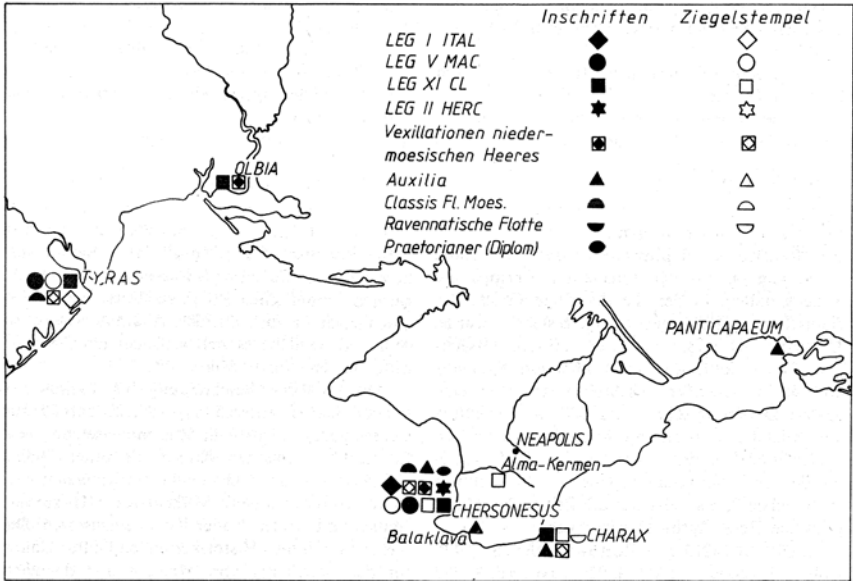 Inschriften Ziegelstempel
LEG I ITAL
LEG V MAC
LEG XI CL
LEG II HERC
Vexillationen nieder-
moesischen Heeres
Auxilia
Classis Fl. Moes.
Ravennatische Flotte
Praetorianer (Diplom)
OLBIA
TYRAS
PANTICAPAEUM
NEAPOLIS
Alma-Kermen
CHERSONESUS
Balaklava
CHARAX